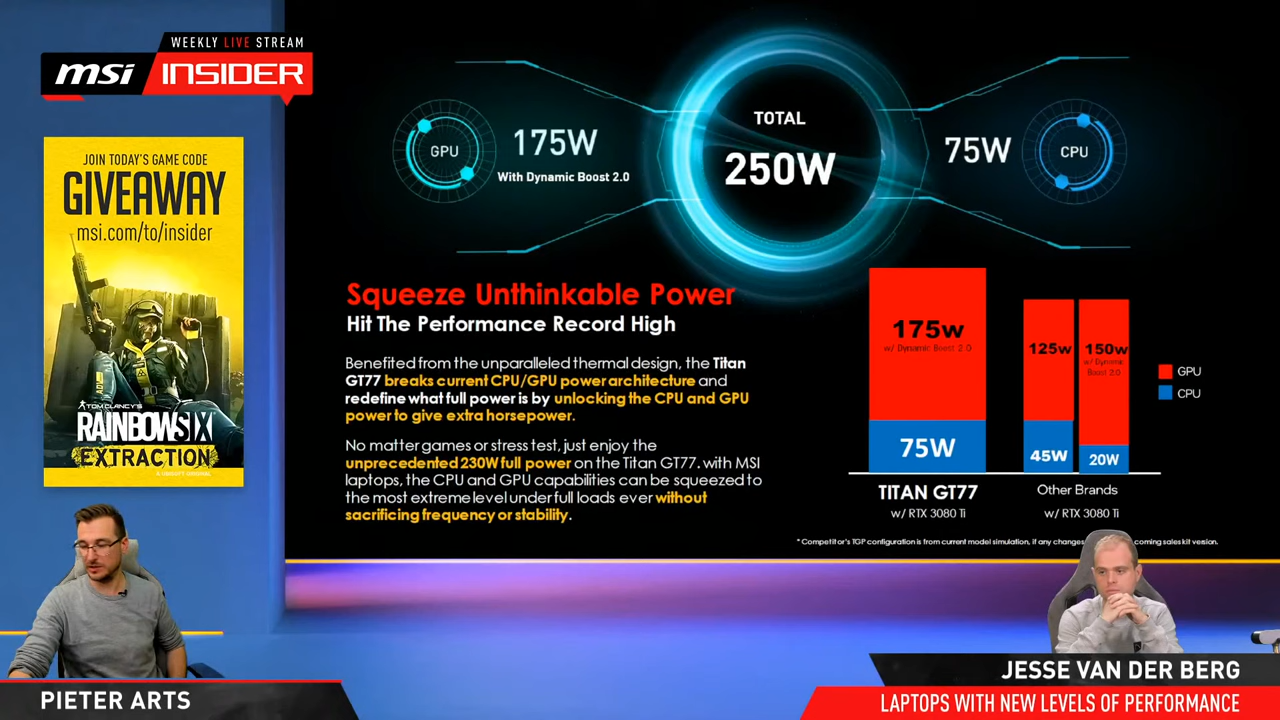 WEEKLY LIVE STREAM
msi INSIDER
JOIN TODAY'S GAME CODE
GIVEAWAY
msi.com/to/insider
TOM CLANCY'S
RAINBOW SIX
EXTRACTION
A UBISOFT ORIGINAL
GPU
175W
With Dynamic Boost 2.0
TOTAL
250W
75W
CPU
Squeeze Unthinkable Power
Hit The Performance Record High
Benefited from the unparalleled thermal design, the Titan
GT77 breaks current CPU/GPU power architecture and
redefine what full power is by unlocking the CPU and GPU
power to give extra horsepower.
No matter games or stress test, just enjoy the
unprecedented 230W full power on the Titan GT77. with MSI
laptops, the CPU and GPU capabilities can be squeezed to
the most extreme level under full loads ever without
sacrificing frequency or stability.
175w
w/ Dynamic Boost 2.0
75W
TITAN GT77
w/ RTX 3080 Ti
125w
45W
150w
w/ Dynamic
Boost 2.0
20W
Other Brands
w/ RTX 3080 Ti
GPU
CPU
* Competitor's TGP configuration is from current model simulation, if any changes coming sales kit version.
PIETER ARTS
JESSE VAN DER BERG
LAPTOPS WITH NEW LEVELS OF PERFORMANCE